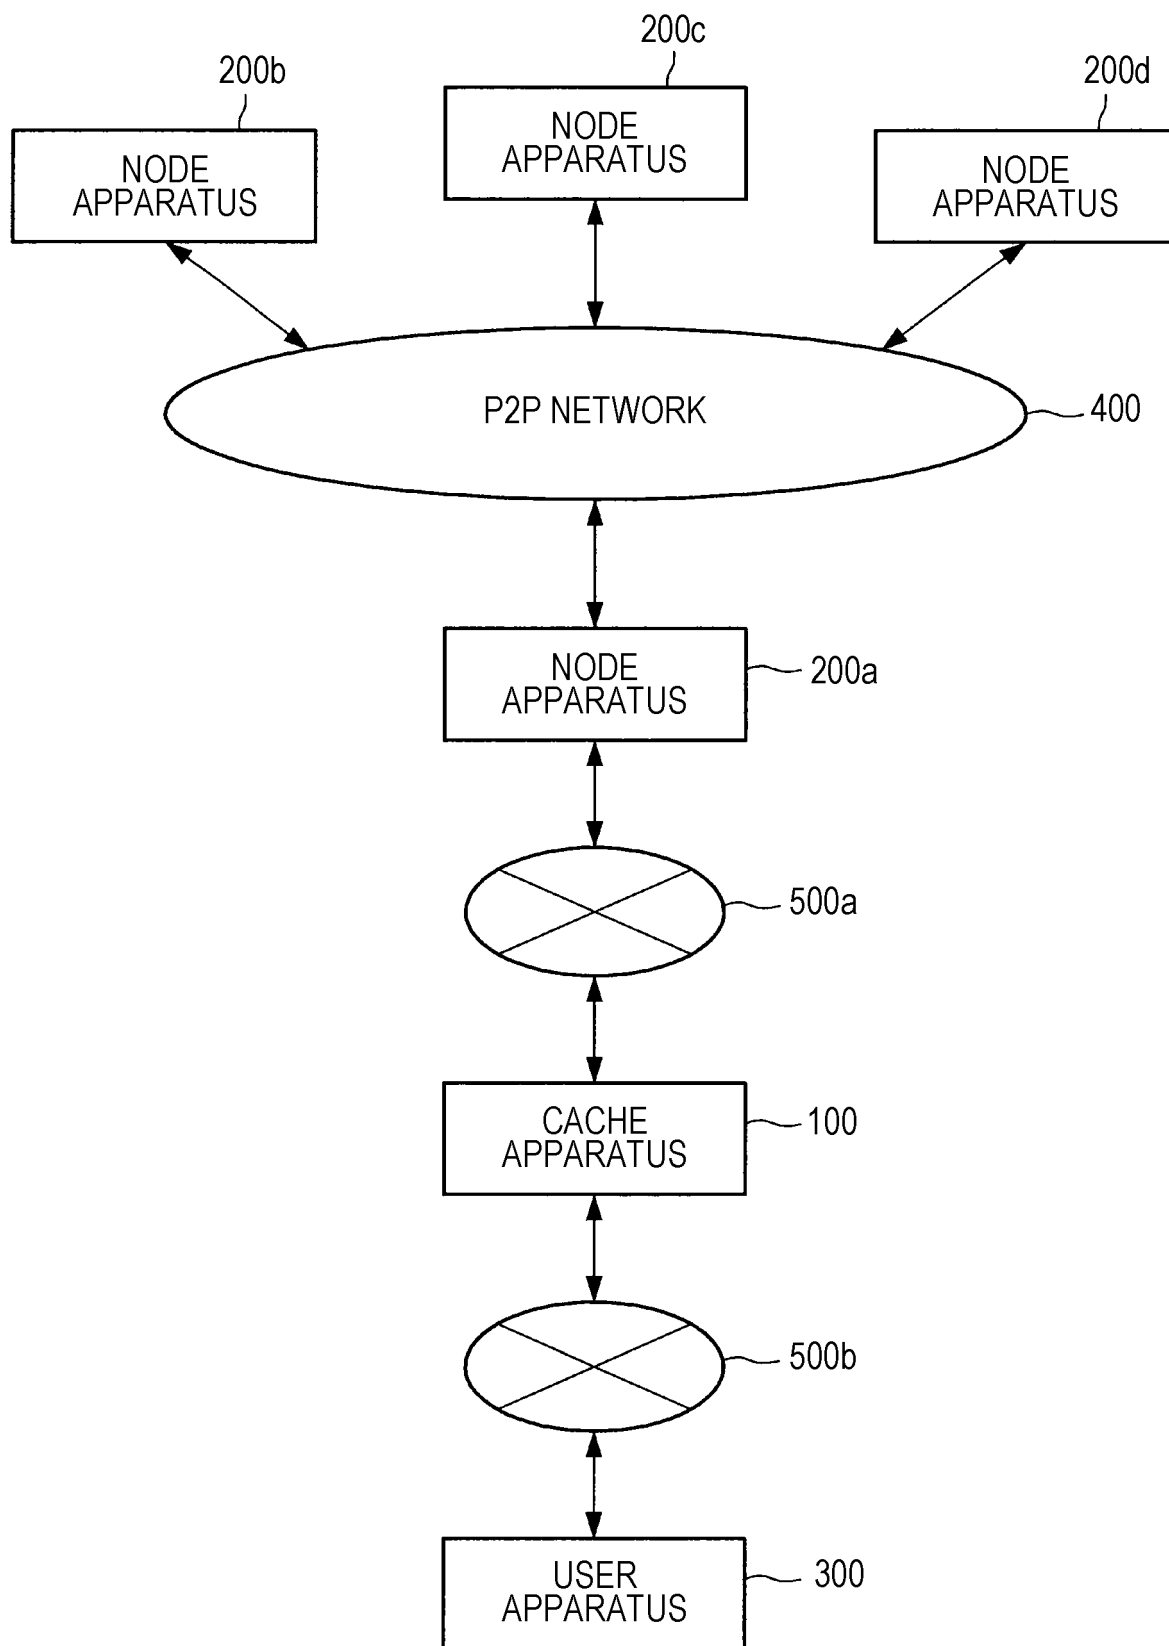 200c
200b
200d
NODE
APPARATUS
NODE
APPARATUS
NODE
APPARATUS
P2P NETWORK
400
NODE
APPARATUS
200a
500a
CACHE
APPARATUS
100
500b
USER
APPARATUS
300